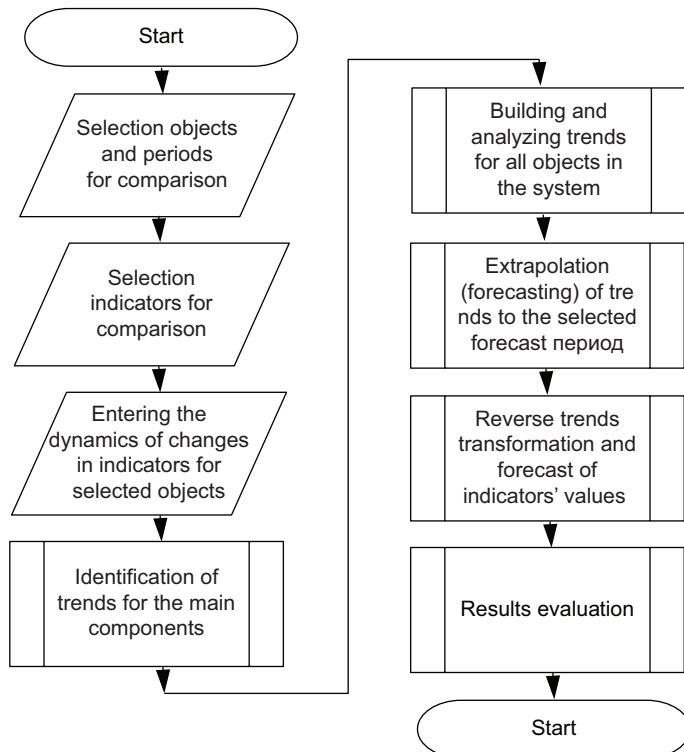 Start
Selection objects
and periods
for comparison
Selection
indicators for
comparison
Entering the
dynamics of changes
in indicators for
selected objects
Identification of
trends for the main
components
Building and
analyzing trends
for all objects in
the system
Extrapolation
(forecasting) of tre
nds to the selected
forecast период
Reverse trends
transformation and
forecast of
indicators’ values
Results evaluation
Start